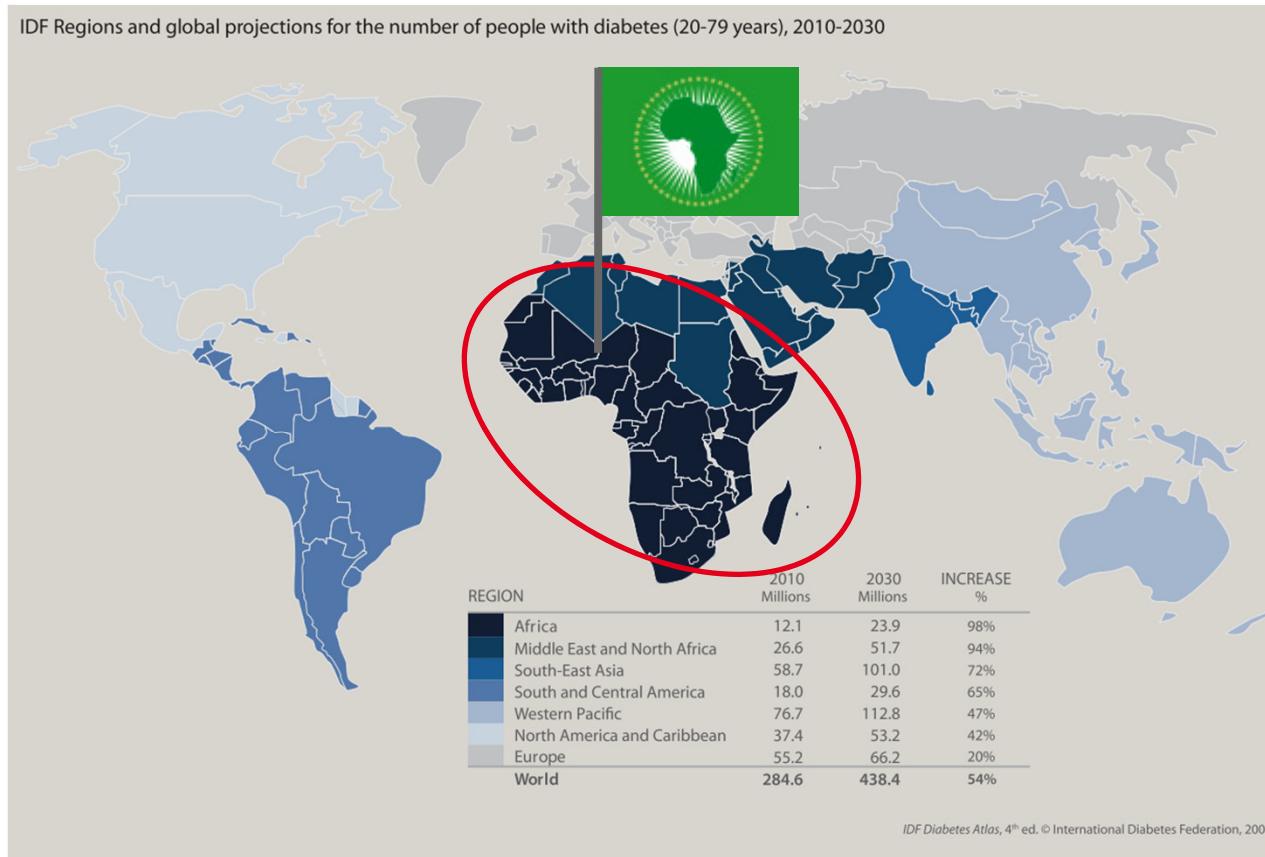 IDF Regions and global projections for the number of people with diabetes (20-79 years), 2010-2030
REGION 2010 Millions 2030 Millions INCREASE %
Africa 12.1 23.9 98%
Middle East and North Africa 26.6 51.7 94%
South-East Asia 58.7 101.0 72%
South and Central America 18.0 29.6 65%
Western Pacific 76.7 112.8 47%
North America and Caribbean 37.4 53.2 42%
Europe 55.2 66.2 20%
World 284.6 438.4 54%
IDF Diabetes Atlas, 4th ed. © International Diabetes Federation, 200